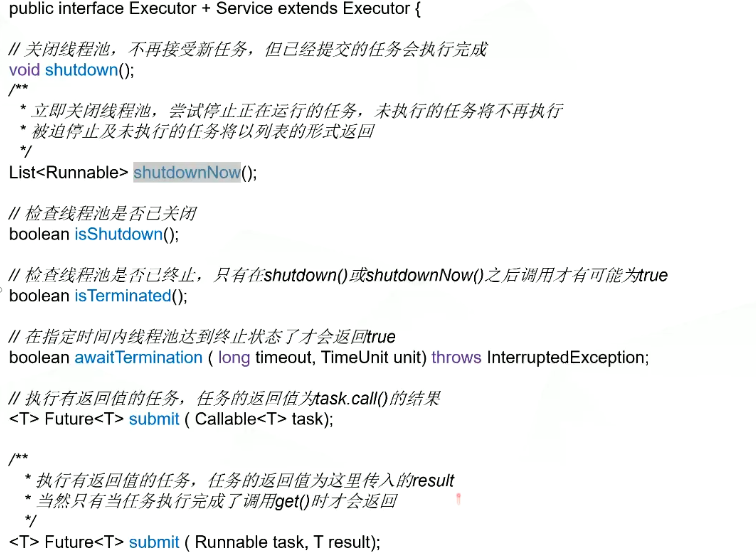 public interface Executor + Service extends Executor {
// 关闭线程池，不再接受新任务，但已经提交的任务会执行完成
void shutdown();
/**
* 立即关闭线程池，尝试停止正在运行的任务，未执行的任务将不再执行
* 被迫停止及未执行的任务将以列表的形式返回
*/
List<Runnable> shutdownNow();
// 检查线程池是否已关闭
boolean isShutdown();
// 检查线程池是否已终止，只有在shutdown()或shutdownNow()之后调用才有可能为true
boolean isTerminated();
// 在指定时间内线程池达到终止状态了才会返回true
boolean awaitTermination ( long timeout, TimeUnit unit) throws InterruptedException;
// 执行有返回值的任务，任务的返回值为task.call()的结果
<T> Future<T> submit ( Callable<T> task);
/**
* 执行有返回值的任务，任务的返回值为这里传入的result
* 当然只有当任务执行完成了调用get()时才会返回
*/
<T> Future<T> submit ( Runnable task, T result);